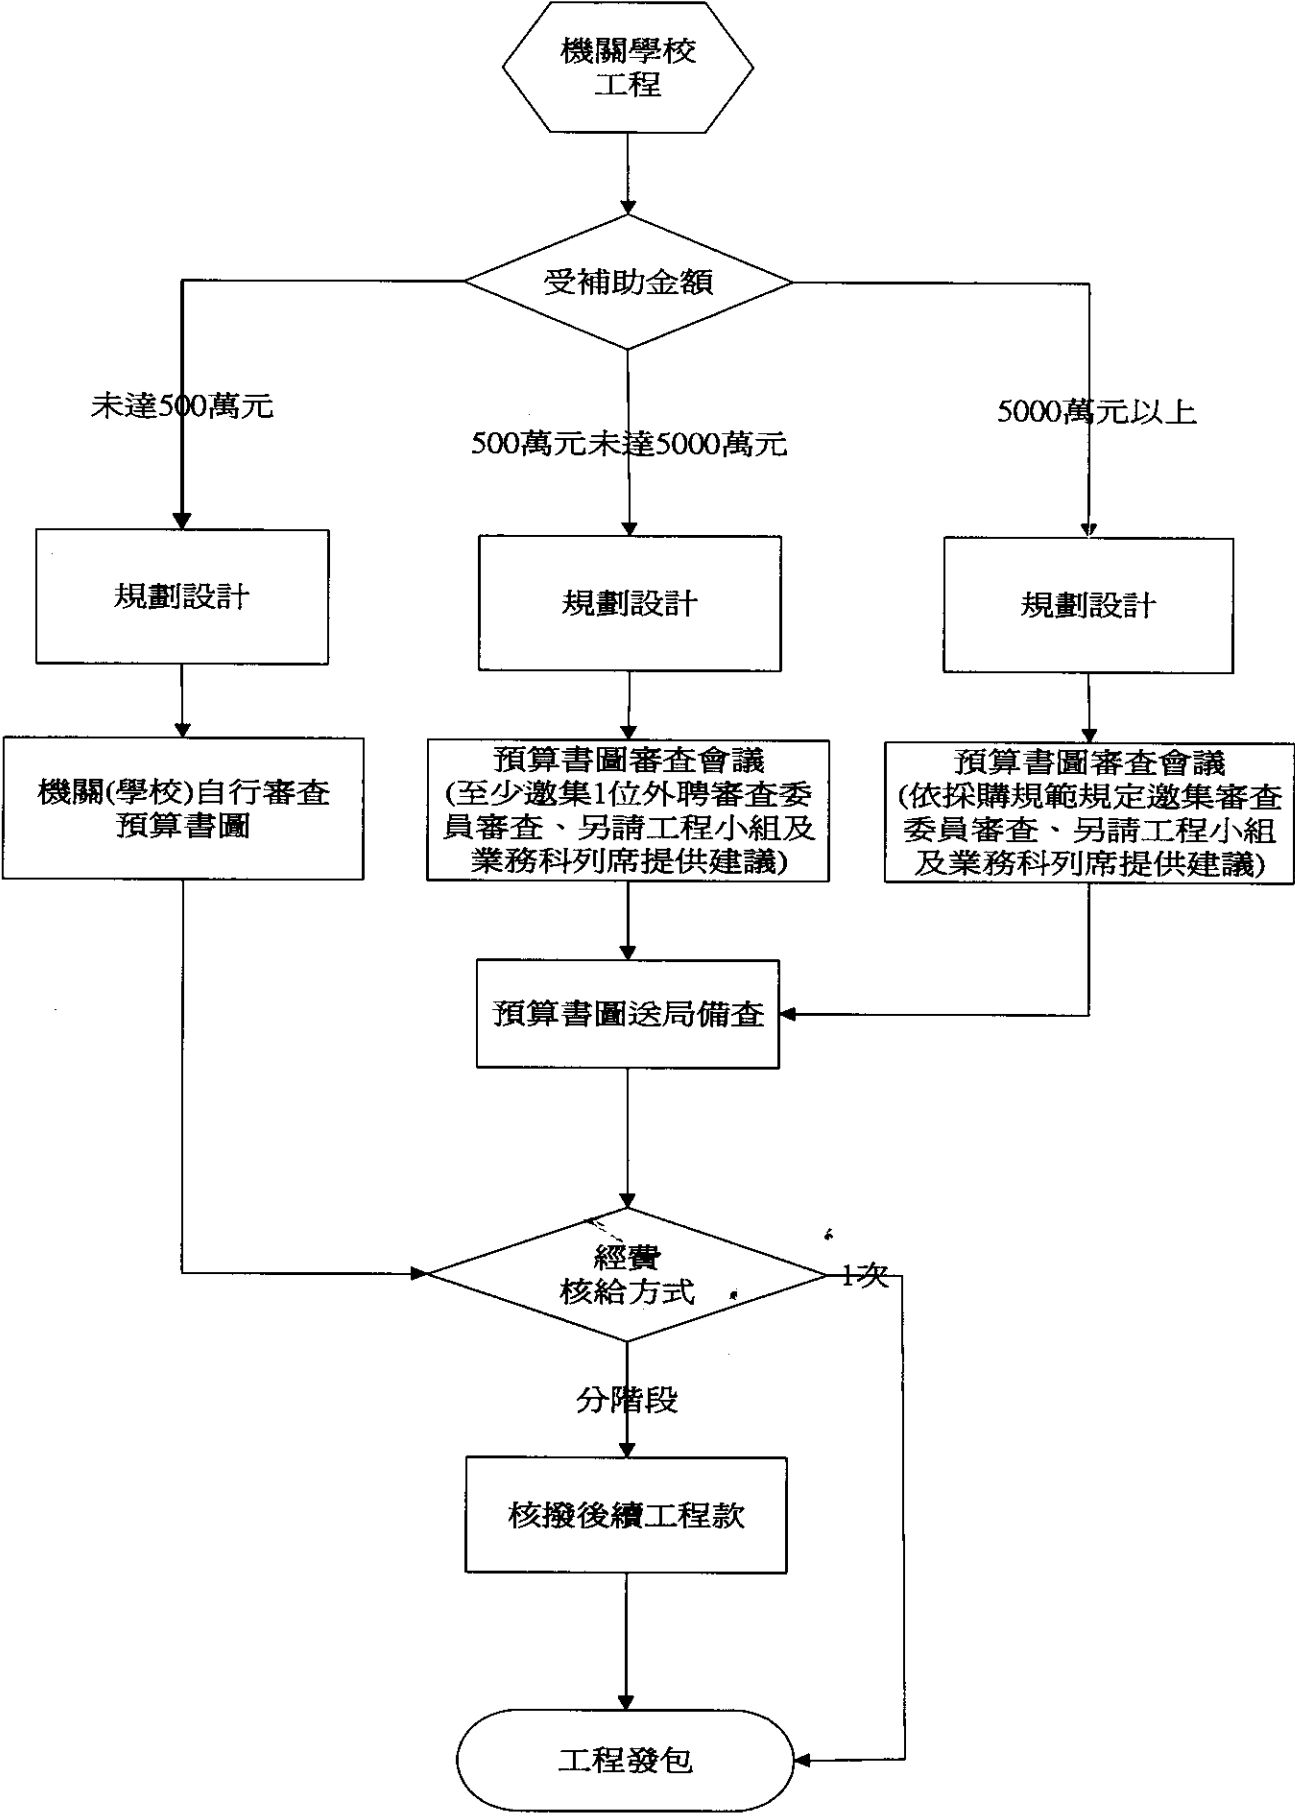 機關學校
工程
受補助金額
未達500萬元
500萬元未達5000萬元
5000萬元以上
規劃設計
規劃設計
規劃設計
機關(學校)自行審查
預算書圖
預算書圖審查會議
(至少邀集1位外聘審查委
員審查、另請工程小組及
業務科列席提供建議)
預算書圖審查會議
(依採購規範規定邀集審查
委員審查、另請工程小組
及業務科列席提供建議)
預算書圖送局備查
經費
核給方式
1次
分階段
核撥後續工程款
工程發包